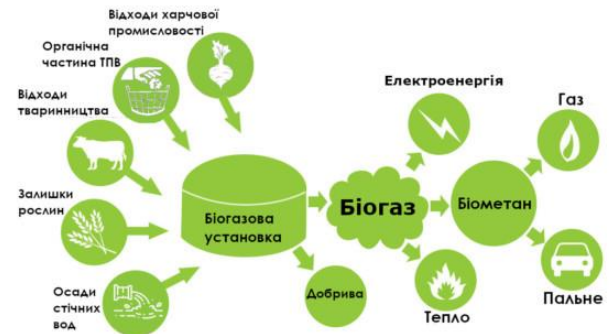 Відходи харчової
промисловості
Органічна
частина ТПВ
Відходи
тваринництва
Залишки
рослин
Осади
стічних
вод
Біогазова
установка
Добрива
Біогаз
Електроенергія
Тепло
Біометан
Газ
Пальне